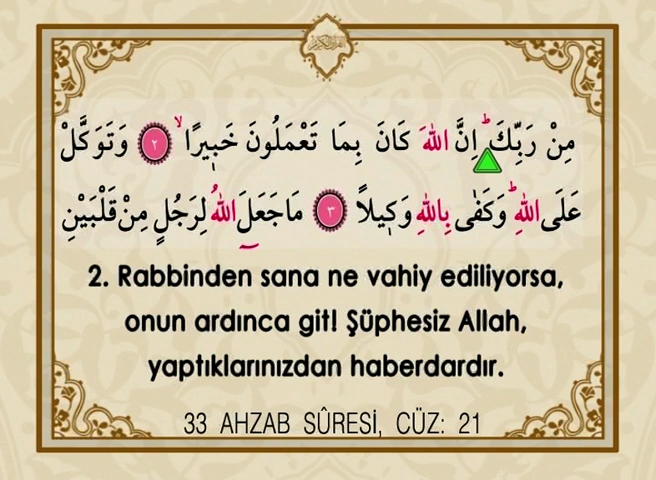 مِنْ رَبِّكَۜ اِنَّ اللّٰهَ كَانَ بِمَا تَعْمَلُونَ خَبٖيرًاۙ ٢ وَتَوَكَّلْ
عَلَى اللّٰهِۜ وَكَفٰى بِاللّٰهِ وَكٖيلاً ٣ مَا جَعَلَ اللّٰهُ لِرَجُلٍ مِنْ قَلْبَيْنِ
2. Rabbinden sana ne vahiy ediliyorsa,
onun ardınca git! Şüphesiz Allah,
yaptıklarınızdan haberdardır.
33 AHZAB SÛRESİ, CÜZ: 21